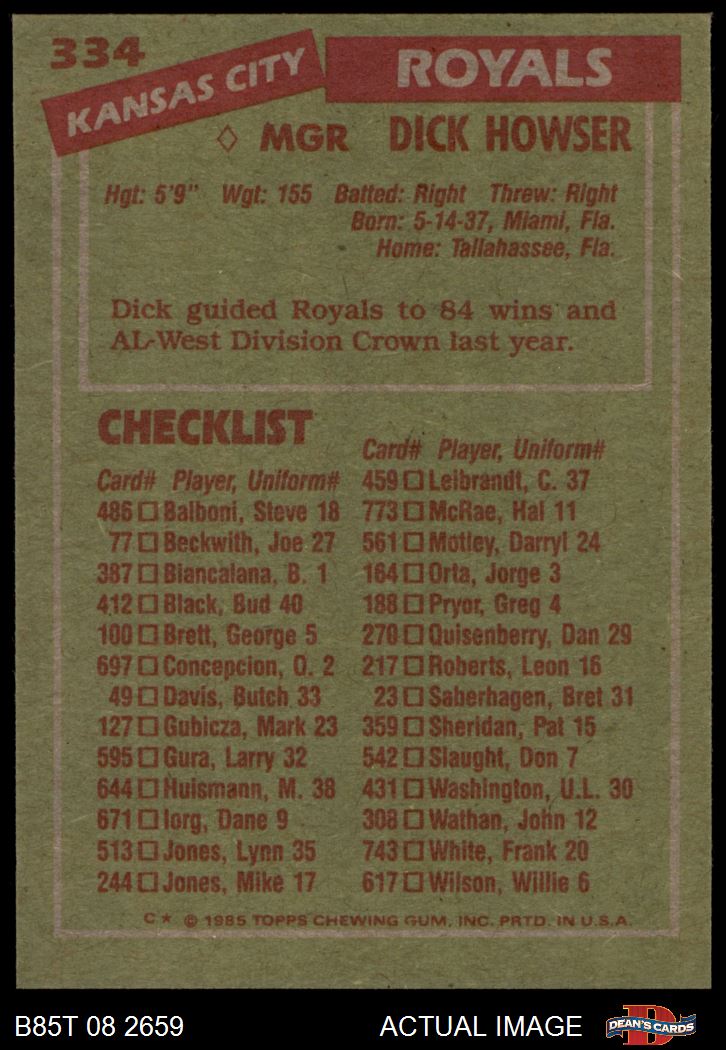 334
KANSAS CITY ROYALS
◇ MGR DICK HOWSER
Hgt: 5'9" Wgt: 155 Batted: Right Threw: Right
Born: 5-14-37, Miami, Fla.
Home: Tallahassee, Fla.
Dick guided Royals to 84 wins and
AL-West Division Crown last year.
CHECKLIST
Card# Player, Uniform#
486 □ Balboni, Steve 18
77 □ Beckwith, Joe 27
387 □ Biancalana, B. 1
412 □ Black, Bud 40
100 □ Brett, George 5
697 □ Concepcion, O. 2
49 □ Davis, Butch 33
127 □ Gubicza, Mark 23
595 □ Gura, Larry 32
644 □ Huismann, M. 38
671 □ Iorg, Dane 9
513 □ Jones, Lynn 35
244 □ Jones, Mike 17
Card# Player, Uniform#
459 □ Leibrandt, C. 37
773 □ McRae, Hal 11
561 □ Motley, Darryl 24
164 □ Orta, Jorge 3
188 □ Pryor, Greg 4
270 □ Quisenberry, Dan 29
217 □ Roberts, Leon 16
23 □ Saberhagen, Bret 31
359 □ Sheridan, Pat 15
542 □ Slaught, Don 7
431 □ Washington, U.L. 30
308 □ Wathan, John 12
743 □ White, Frank 20
617 □ Wilson, Willie 6
C★ © 1985 TOPPS CHEWING GUM, INC. PRTD. IN U.S.A.
B85T 08 2659 ACTUAL IMAGE
D
DEAN'S CARDS